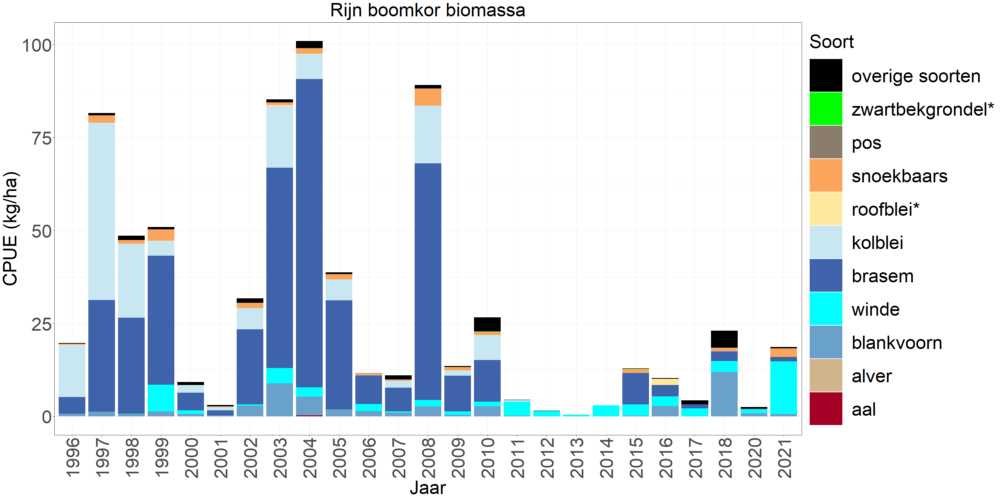 Rijn boomkor biomassa
CPUE (kg/ha)
100
75
50
25
0
1996
1997
1998
1999
2000
2001
2002
2003
2004
2005
2006
2007
2008
2009
2010
2011
2012
2013
2014
2015
2016
2017
2018
2020
2021
Jaar
Soort
overige soorten
zwartbekgrondel*
pos
snoekbaars
roofblei*
kolblei
brasem
winde
blankvoorn
alver
aal